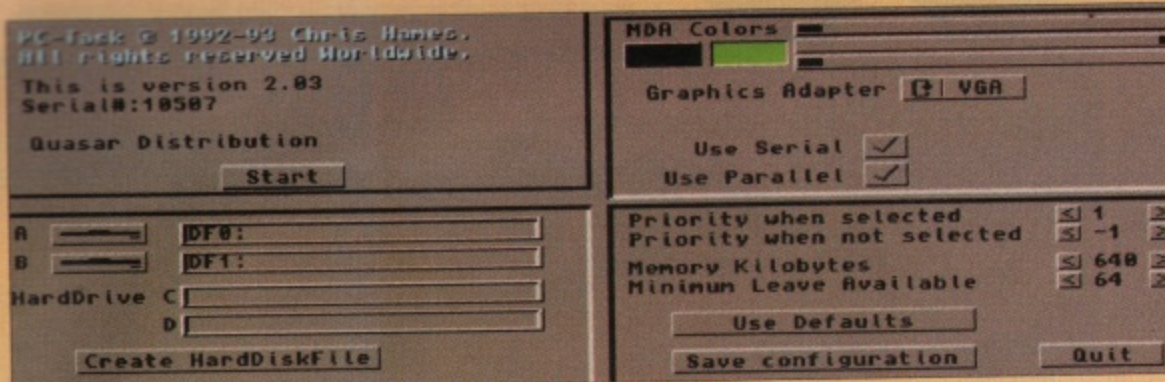 PC-Task © 1992-93 Chris Hames.
All rights reserved Worldwide.
This is version 2.03
Serial#:10507
Quasar Distribution
Start
A DF0:
B DF1:
HardDrive C
D
Create HardDiskFile
MDA Colors
Graphics Adapter VGA
Use Serial
Use Parallel
Priority when selected < 1 >
Priority when not selected < -1 >
Memory Kilobytes < 640 >
Minimum Leave Available < 64 >
Use Defaults
Save configuration
Quit